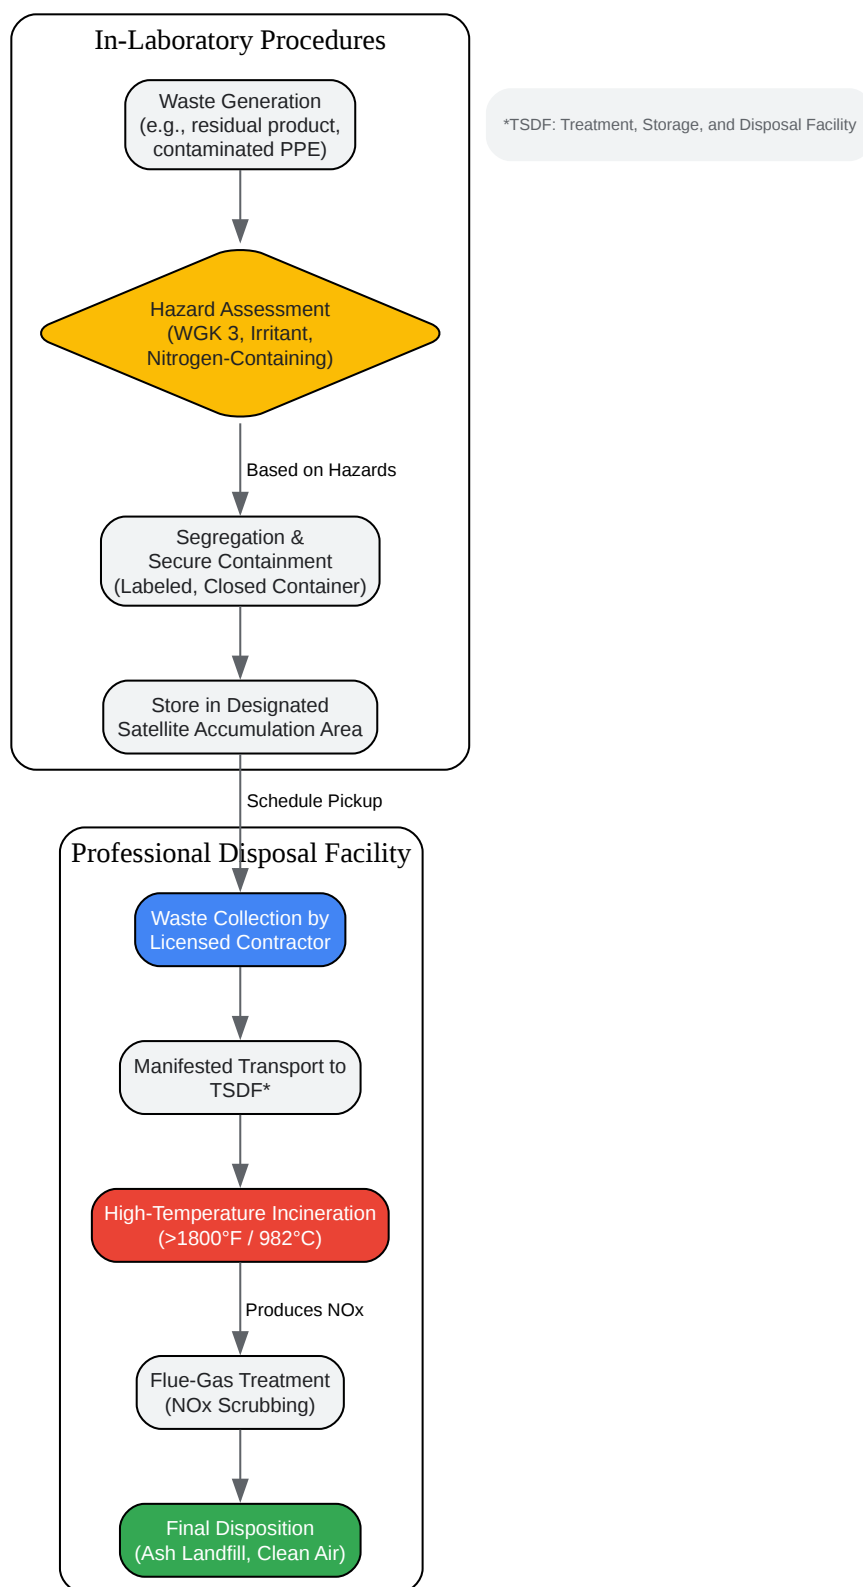 In-Laboratory Procedures
Waste Generation
(e.g., residual product,
contaminated PPE)
*TSDF: Treatment, Storage, and Disposal Facility
Hazard Assessment
(WGK 3, Irritant,
Nitrogen-Containing)
Based on Hazards
Segregation &
Secure Containment
(Labeled, Closed Container)
Store in Designated
Satellite Accumulation Area
Schedule Pickup
Professional Disposal Facility
Waste Collection by
Licensed Contractor
Manifested Transport to
TSDF*
High-Temperature Incineration
(>1800°F / 982°C)
Produces NOx
Flue-Gas Treatment
(NOx Scrubbing)
Final Disposition
(Ash Landfill, Clean Air)